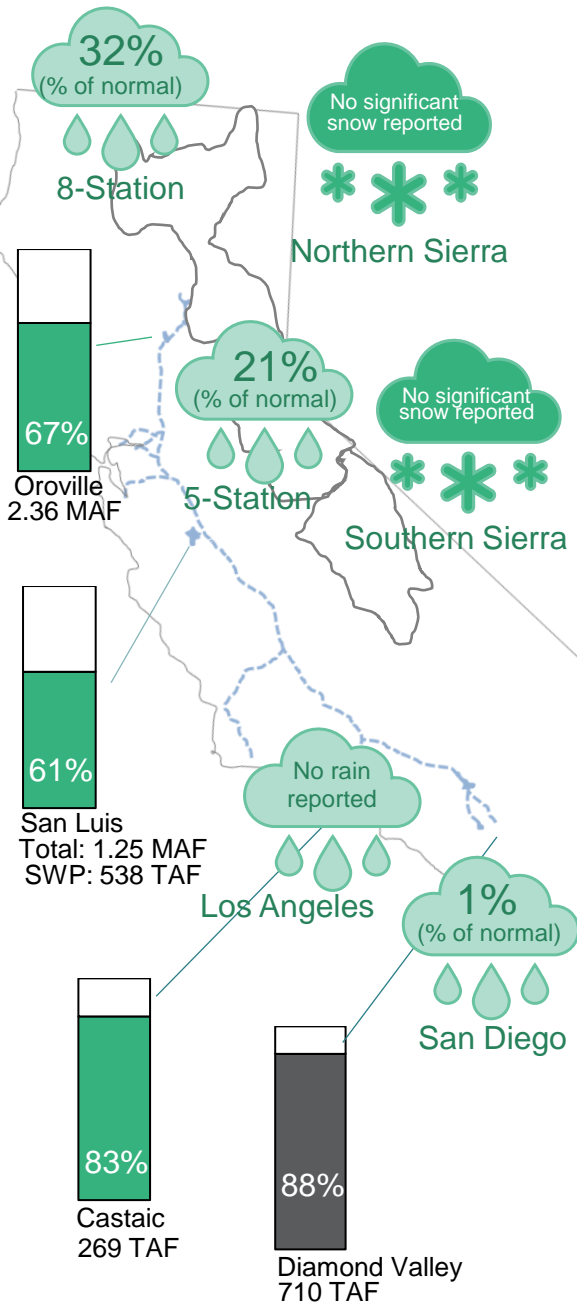 32%
(% of normal)
8-Station
No significant
snow reported
Northern Sierra
67%
Oroville
2.36 MAF
21%
(% of normal)
5-Station
No significant
snow reported
Southern Sierra
61%
San Luis
Total: 1.25 MAF
SWP: 538 TAF
No rain
reported
Los Angeles
1%
(% of normal)
San Diego
83%
Castaic
269 TAF
88%
Diamond Valley
710 TAF